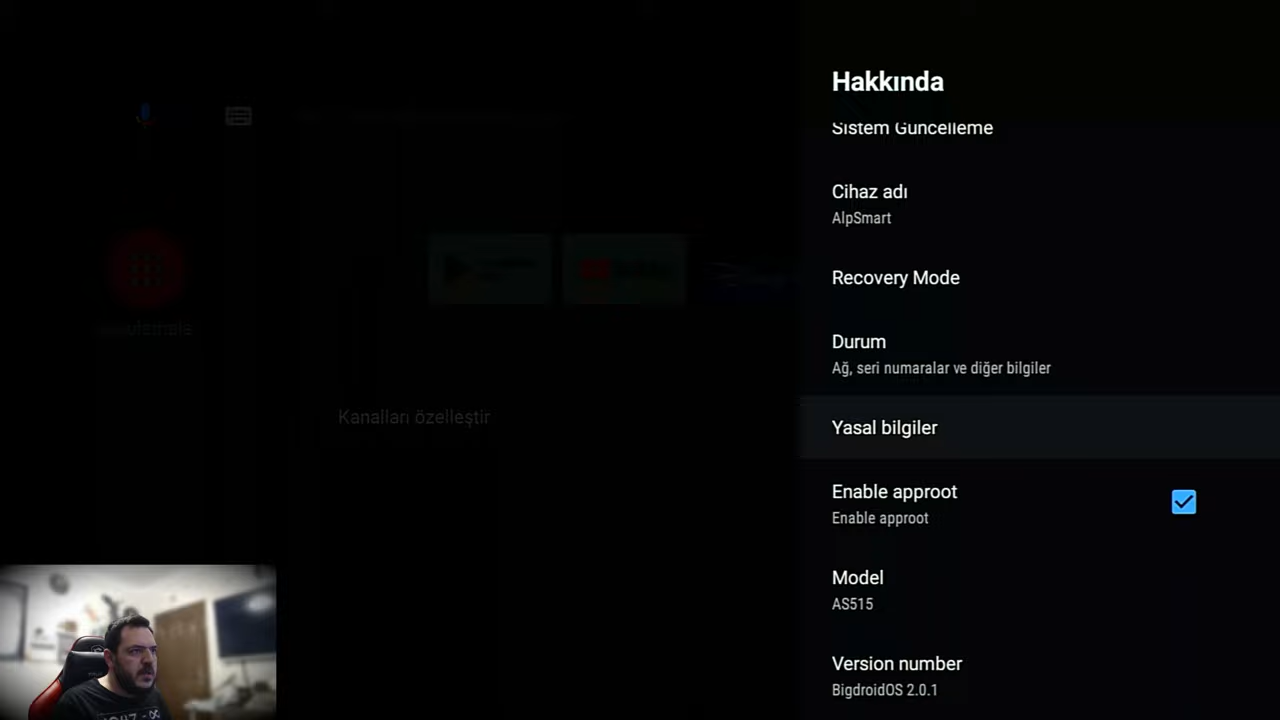 Hakkında
Sistem Güncelleme
Cihaz adı
AlpSmart
Recovery Mode
Durum
Ağ, seri numaralar ve diğer bilgiler
Kanalları özelleştir
Yasal bilgiler
Enable approot
Enable approot
Model
AS515
Version number
BigdroidOS 2.0.1